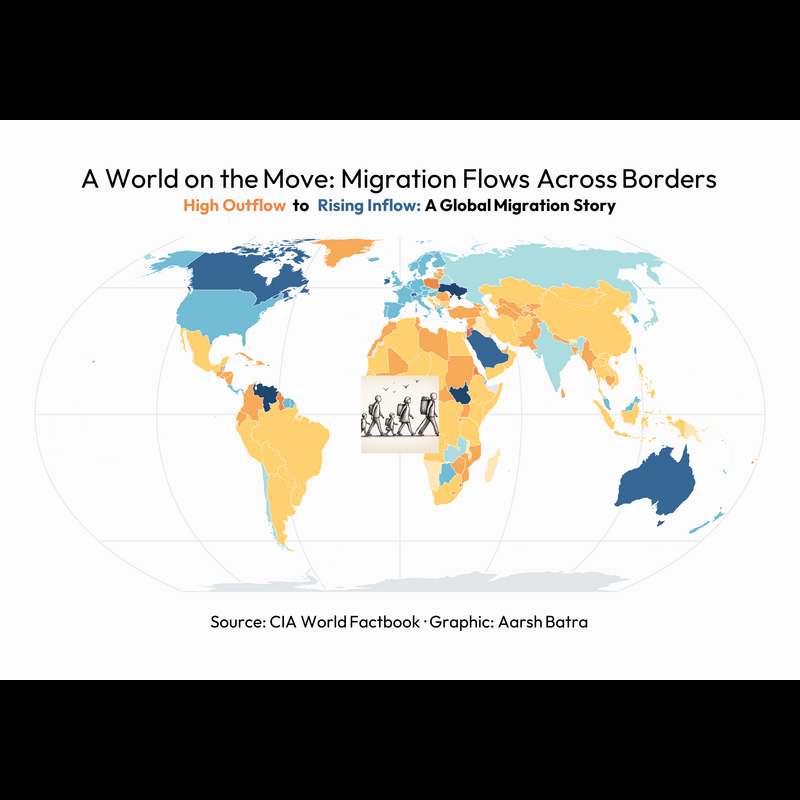 A World on the Move: Migration Flows Across Borders
High Outflow to Rising Inflow: A Global Migration Story
Source: CIA World Factbook · Graphic: Aarsh Batra